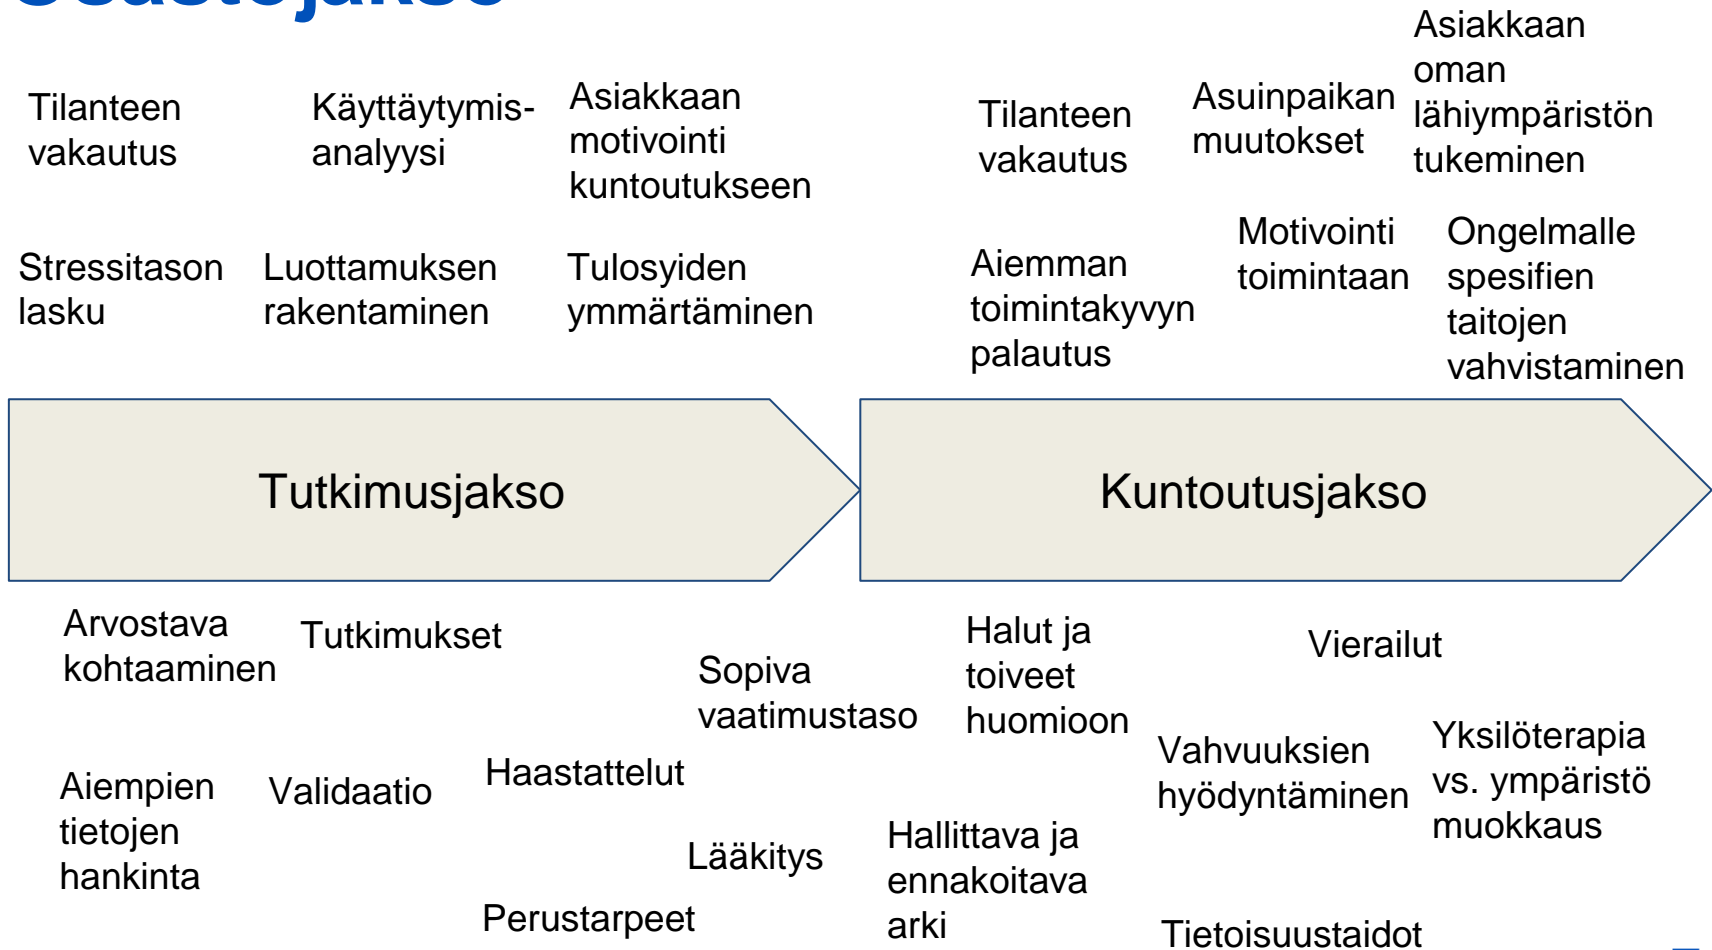 Osastojakso
Tilanteen
vakautus
Käyttäytymis-
analyysi
Asiakkaan
motivointi
kuntoutukseen
Stressitason
lasku
Luottamuksen
rakentaminen
Tulosyiden
ymmärtäminen
Tilanteen
vakautus
Asuinpaikan
muutokset
Asiakkaan
oman
lähiympäristön
tukeminen
Aiemman
toimintakyvyn
palautus
Motivointi
toimintaan
Ongelmalle
spesifien
taitojen
vahvistaminen
Tutkimusjakso
Kuntoutusjakso
Arvostava
kohtaaminen
Tutkimukset
Sopiva
vaatimustaso
Aiempien
tietojen
hankinta
Validaatio
Haastattelut
Lääkitys
Perustarpeet
Halut ja
toiveet
huomioon
Vierailut
Vahvuuksien
hyödyntäminen
Yksilöterapia
vs. ympäristö
muokkaus
Hallittava ja
ennakoitava
arki
Tietoisuustaidot